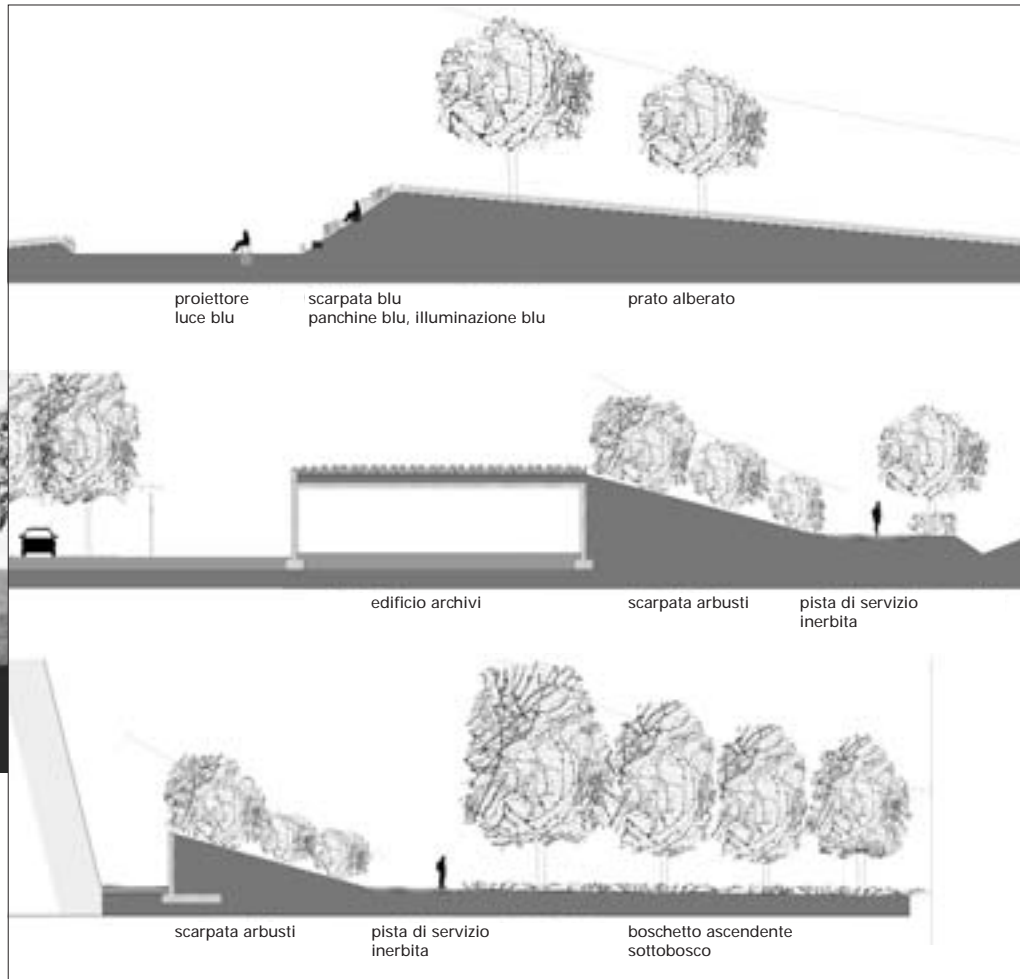 proiettore
luce blu
scarpata blu
panchine blu, illuminazione blu
prato alberato
edificio archivi
scarpata arbusti
pista di servizio
inerbita
scarpata arbusti
pista di servizio
inerbita
boschetto ascendente
sottobosco